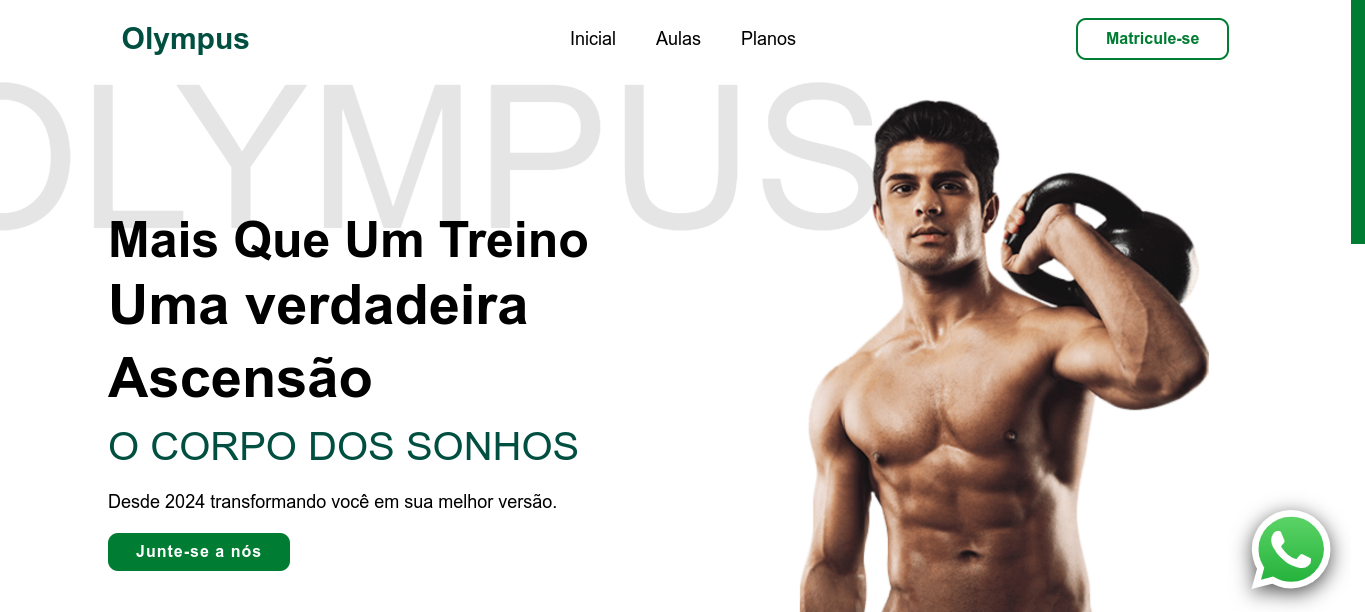 Olympus
Inicial
Aulas
Planos
Matricule-se
OLYMPUS
Mais Que Um Treino
Uma verdadeira
Ascensão
O CORPO DOS SONHOS
Desde 2024 transformando você em sua melhor versão.
Junte-se a nós